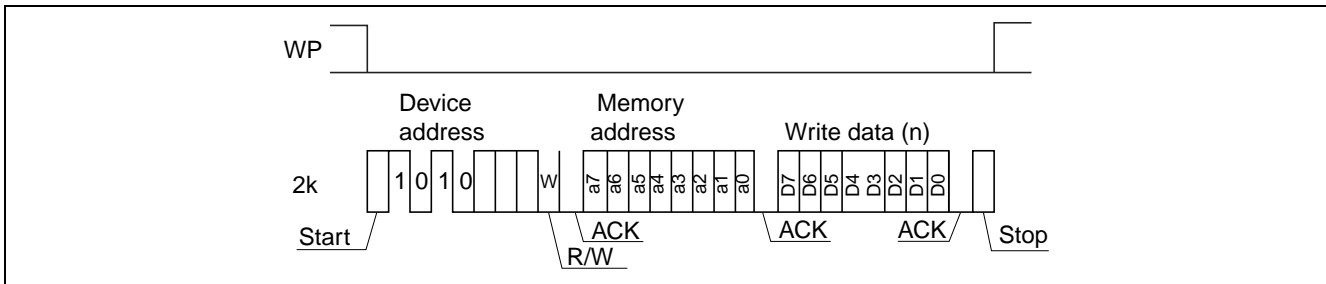 WP
Device Memory
address address Write data (n)
2k 1 0 1 0 W a7 a6 a5 a4 a3 a2 a1 a0 D7 D6 D5 D4 D3 D2 D1 D0
Start ACK ACK ACK Stop
R/W